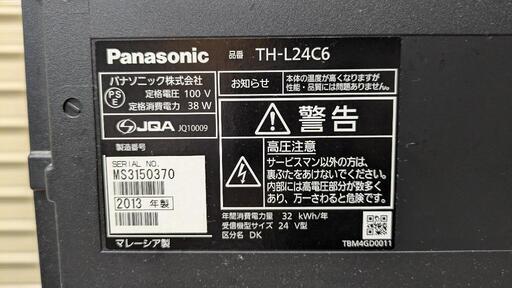 Panasonic 品番 TH-L24C6
パナソニック株式会社
定格電圧 100 V
定格消費電力 38 W
PS
E
お知らせ
本体の温度が高くなりますが
性能・品質には問題ありません。
JQA JQ10009
警告
高圧注意
サービスマン以外の方は、
裏ぶたをあけないでください。
内部には高電圧部分が数多く
あり、万一さわると危険です。
製造番号
SERIAL NO.
MS3150370
2013 年製
マレーシア製
年間消費電力量 32 kWh/年
受信機型サイズ 24 V型
区分名 DK
TBM4GD0011